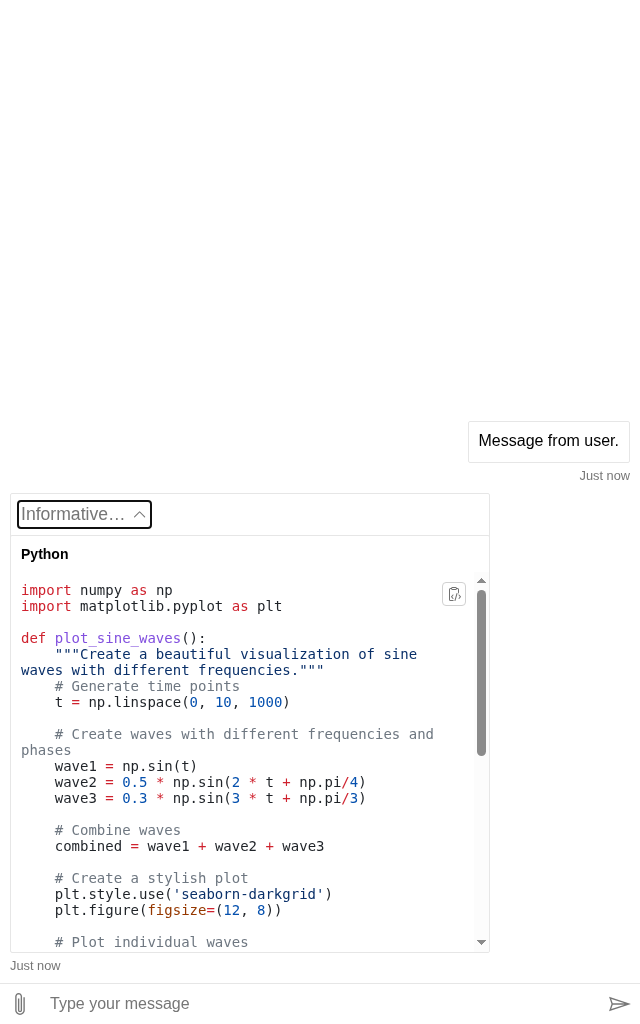 Message from user.
Just now
Informative…
Python
import numpy as np
import matplotlib.pyplot as plt
def plot_sine_waves():
    """Create a beautiful visualization of sine
waves with different frequencies."""
    # Generate time points
    t = np.linspace(0, 10, 1000)
    # Create waves with different frequencies and
phases
    wave1 = np.sin(t)
    wave2 = 0.5 * np.sin(2 * t + np.pi/4)
    wave3 = 0.3 * np.sin(3 * t + np.pi/3)
    # Combine waves
    combined = wave1 + wave2 + wave3
    # Create a stylish plot
    plt.style.use('seaborn-darkgrid')
    plt.figure(figsize=(12, 8))
    # Plot individual waves
Just now
Type your message